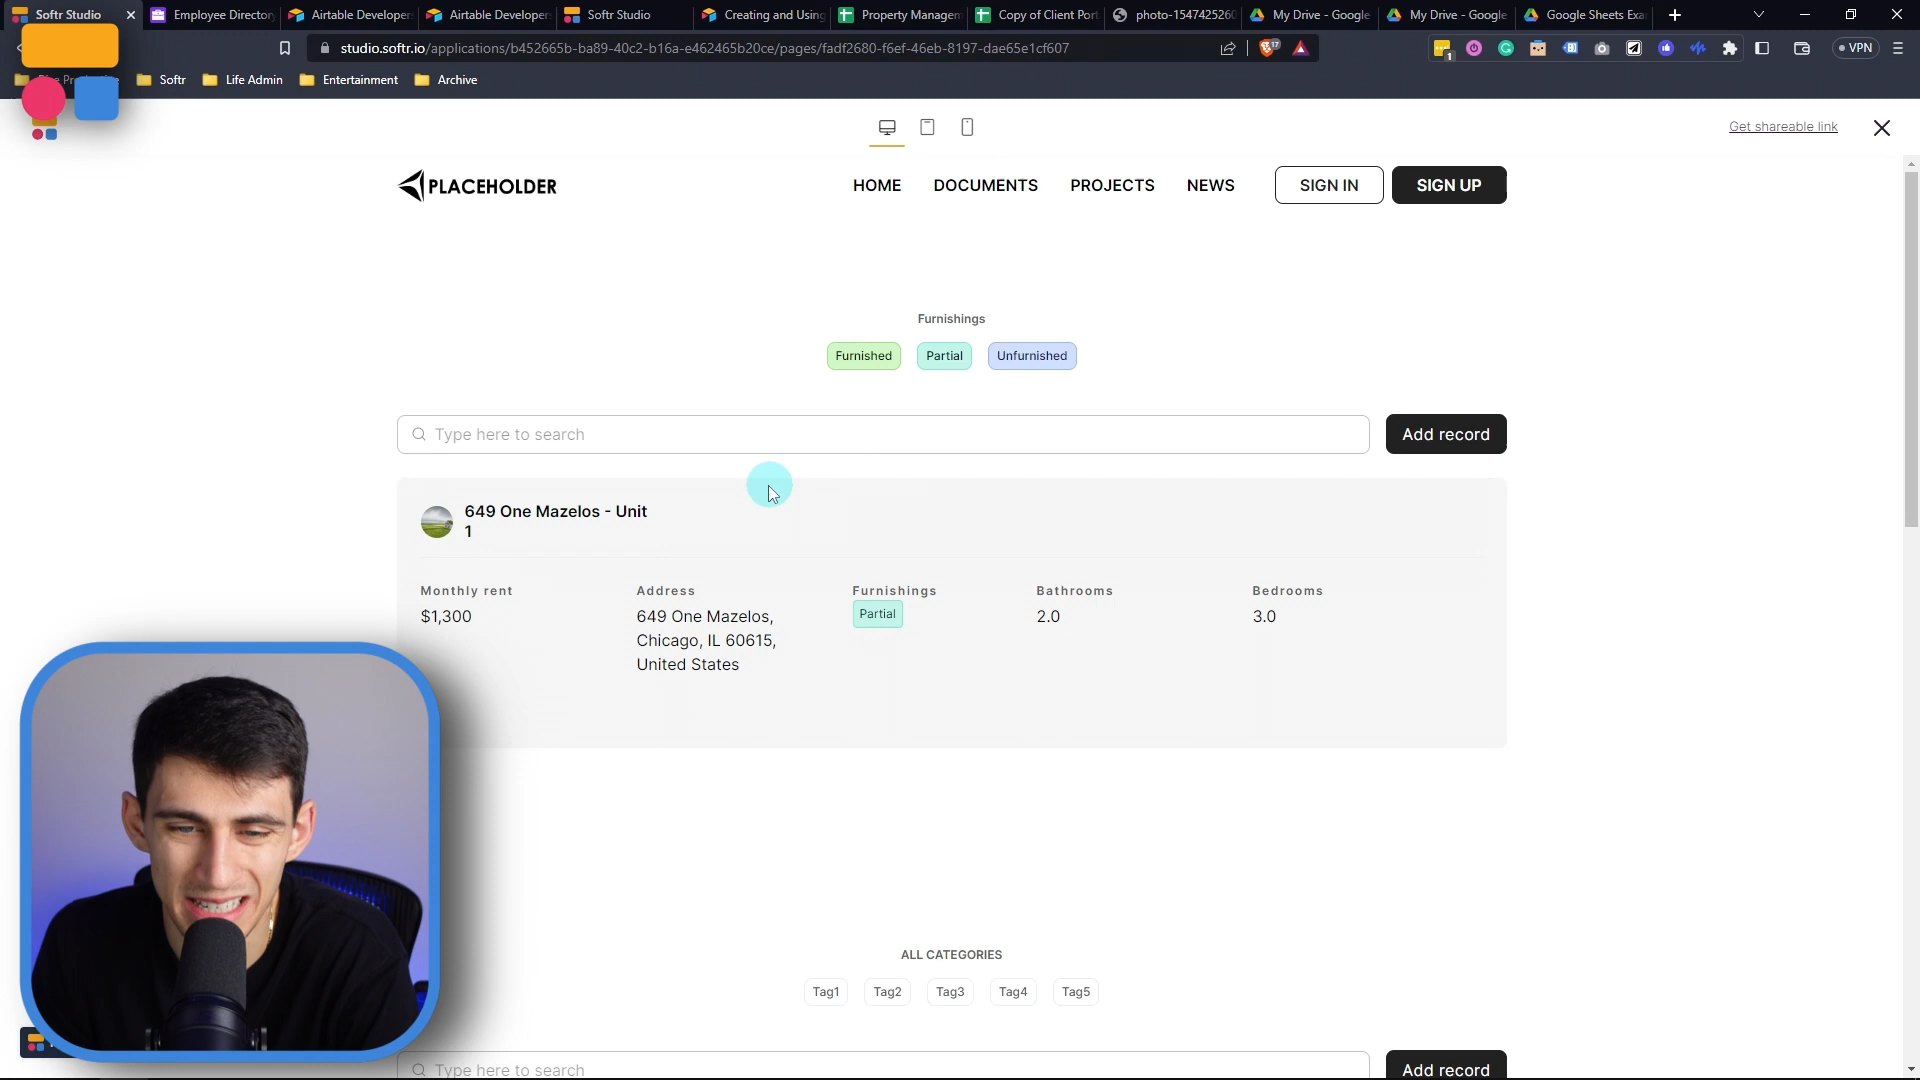 Softr Studio
Employee Director
Airtable Developer
Airtable Developer
Softr Studio
Creating and Using
Property Managem
Copy of Client Port
photo-1547425260
My Drive - Google
My Drive - Google
Google Sheets Exa
studio.softr.io/applications/b452665b-ba89-40c2-b16a-e462465b20ce/pages/fadf2680-f6ef-46eb-8197-dae65e1cf607
17
1
VPN
Softr
Life Admin
Entertainment
Archive
Get shareable link
PLACEHOLDER
HOME
DOCUMENTS
PROJECTS
NEWS
SIGN IN
SIGN UP
Furnishings
Furnished
Partial
Unfurnished
Type here to search
Add record
649 One Mazelos - Unit
1
Monthly rent
$1,300
Address
649 One Mazelos,
Chicago, IL 60615,
United States
Furnishings
Partial
Bathrooms
2.0
Bedrooms
3.0
ALL CATEGORIES
Tag1
Tag2
Tag3
Tag4
Tag5
Type here to search
Add record